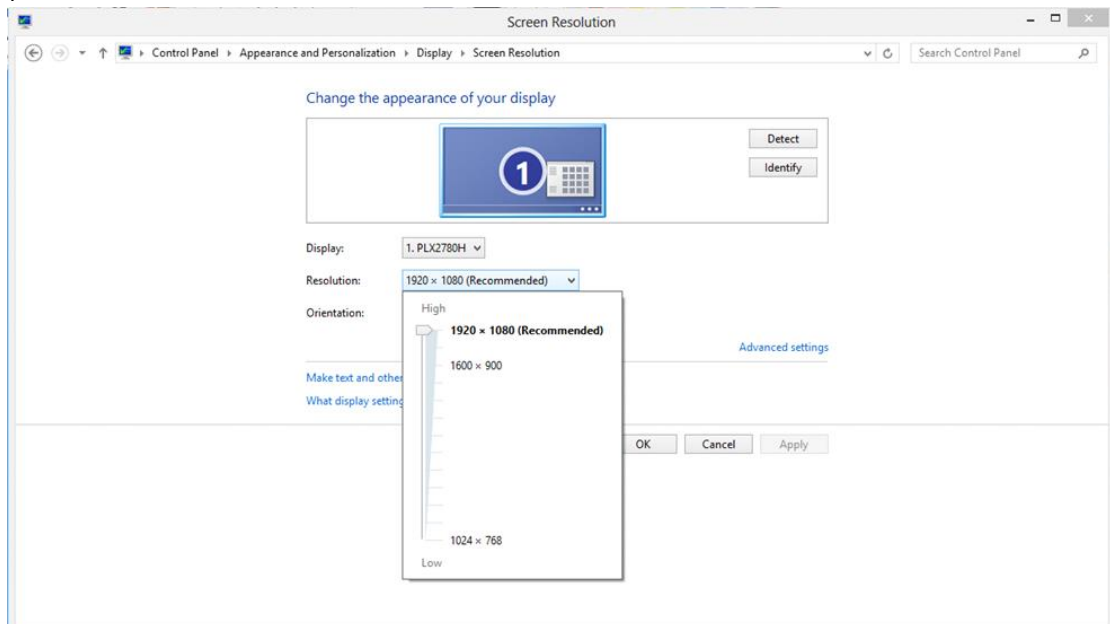 Screen Resolution
Control Panel Appearance and Personalization Display Screen Resolution
Search Control Panel
Change the appearance of your display
1
Detect
Identify
Display: 1. PLX2780H
Resolution: 1920 × 1080 (Recommended)
Orientation:
High
1920 × 1080 (Recommended)
1600 × 900
1024 × 768
Low
Advanced settings
Make text and other
What display setting
OK Cancel Apply